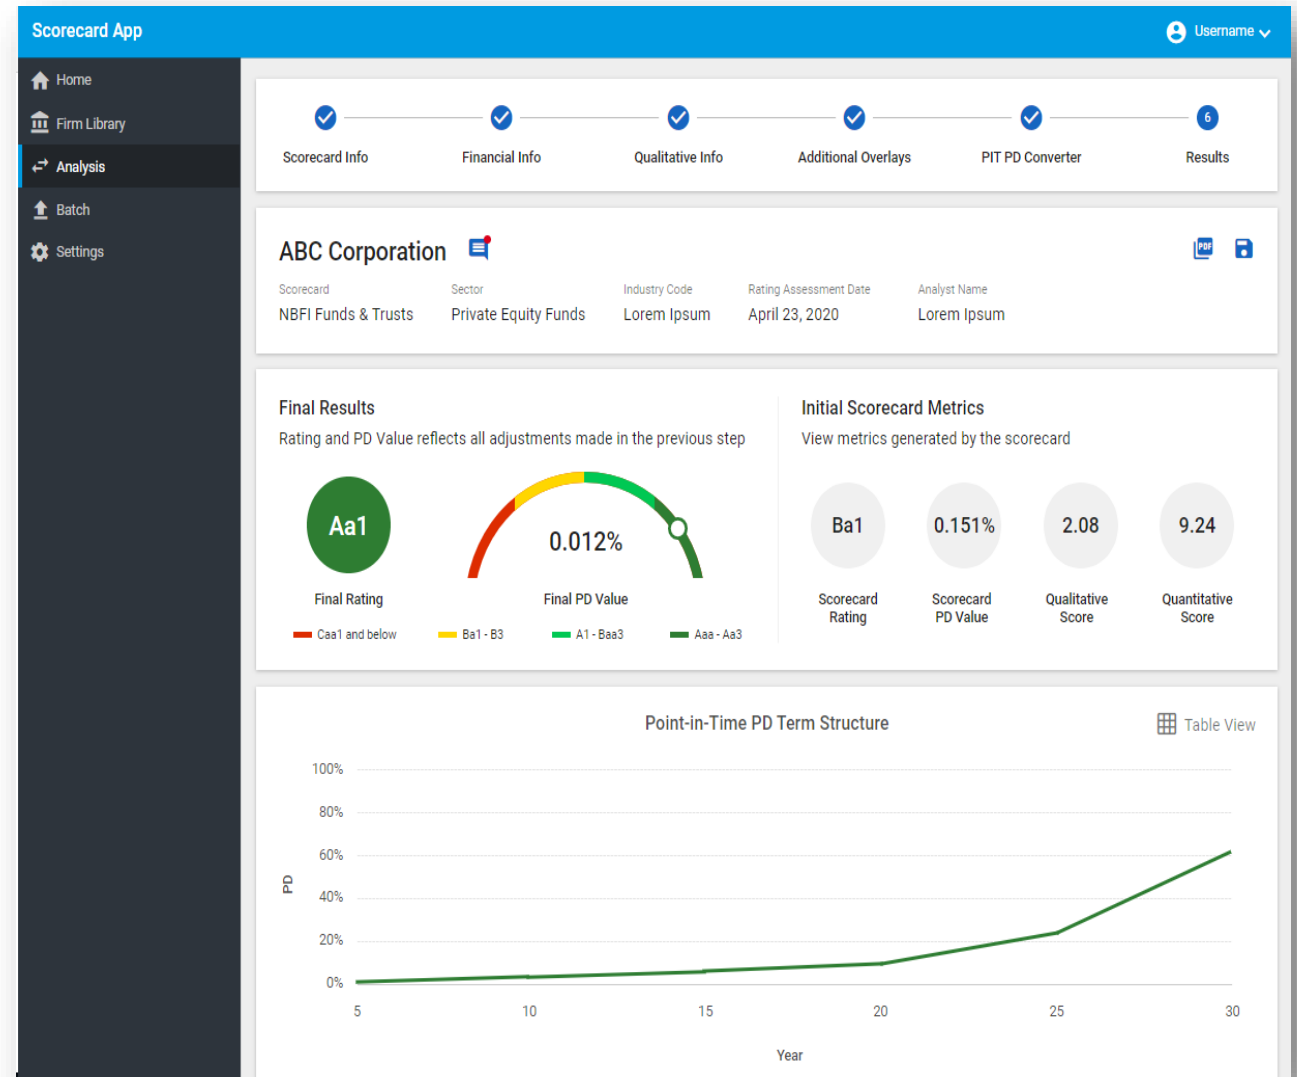 Scorecard App
Username
Home
Firm Library
Analysis
Batch
Settings
6
Scorecard Info
Financial Info
Qualitative Info
Additional Overlays
PIT PD Converter
Results
ABC Corporation
PDF
Scorecard
Sector
Industry Code
Rating Assessment Date
Analyst Name
NBFI Funds & Trusts
Private Equity Funds
Lorem Ipsum
April 23, 2020
Lorem Ipsum
Final Results
Rating and PD Value reflects all adjustments made in the previous step
Aa1
Final Rating
0.012%
Final PD Value
Caa1 and below
Ba1 - B3
A1 - Baa3
Aaa - Aa3
Initial Scorecard Metrics
View metrics generated by the scorecard
Ba1
0.151%
2.08
9.24
Scorecard
Rating
Scorecard
PD Value
Qualitative
Score
Quantitative
Score
Point-in-Time PD Term Structure
Table View
100%
80%
60%
40%
20%
0%
PD
5
10
15
20
25
30
Year